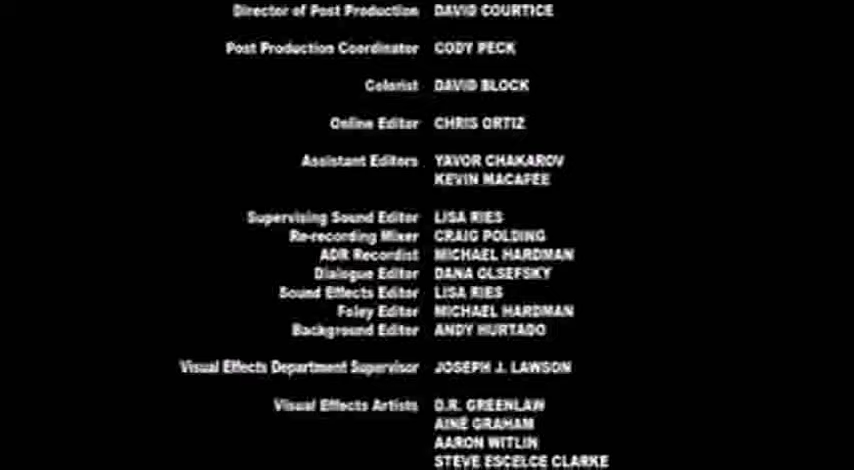 Director of Post Production DAVID COURTICE
Post Production Coordinator CODY PECK
Colorist DAVID BLOCK
Online Editor CHRIS ORTIZ
Assistant Editors YAVOR CHAKAROV
KEVIN MACAFEE
Supervising Sound Editor LISA RIES
Re-recording Mixer CRAIG POLDING
ADR Recordist MICHAEL HARDMAN
Dialogue Editor DANA OLSEFSKY
Sound Effects Editor LISA RIES
Foley Editor MICHAEL HARDMAN
Background Editor ANDY HURTADO
Visual Effects Department Supervisor JOSEPH J. LAWSON
Visual Effects Artists D.R. GREENLAW
AINE GRAHAM
AARON WITLIN
STEVE ESCELCE CLARKE